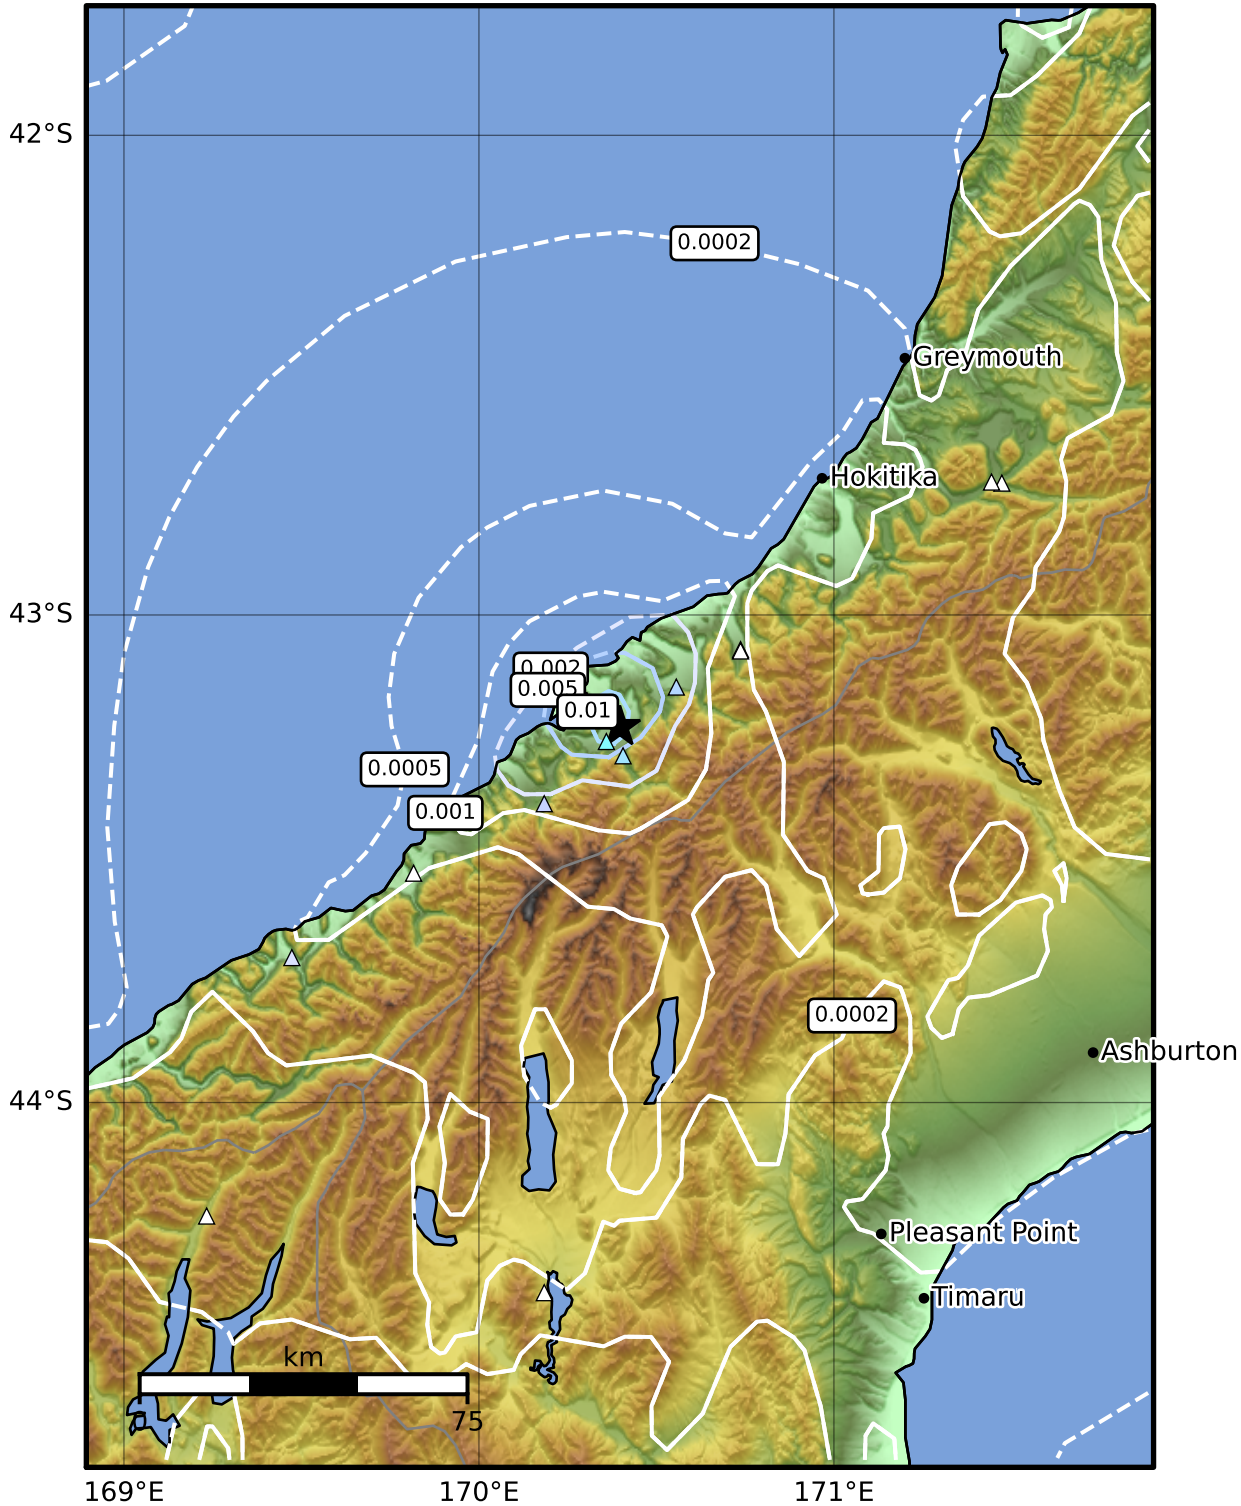 42°S
0.0002
Greymouth
Hokitika
43°S
0.002
0.005
0.01
0.0005
0.001
0.0002
Ashburton
44°S
Pleasant Point
Timaru
km
75
169°E
170°E
171°E